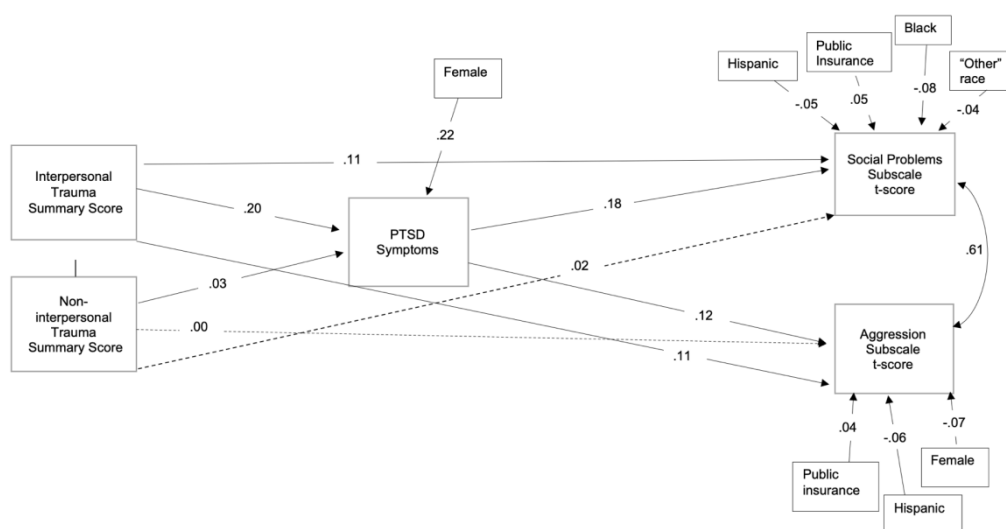 Black
Public
Insurance
Hispanic
“Other”
race
Female
-.08
-.05
.05
-.04
.22
.11
Interpersonal
Trauma
Summary Score
Social Problems
Subscale
t-score
.20
.18
PTSD
Symptoms
.61
.02
.03
Non-
interpersonal
Trauma
Summary Score
.00
.12
Aggression
Subscale
t-score
.11
.04
-.06
-.07
Public
insurance
Female
Hispanic